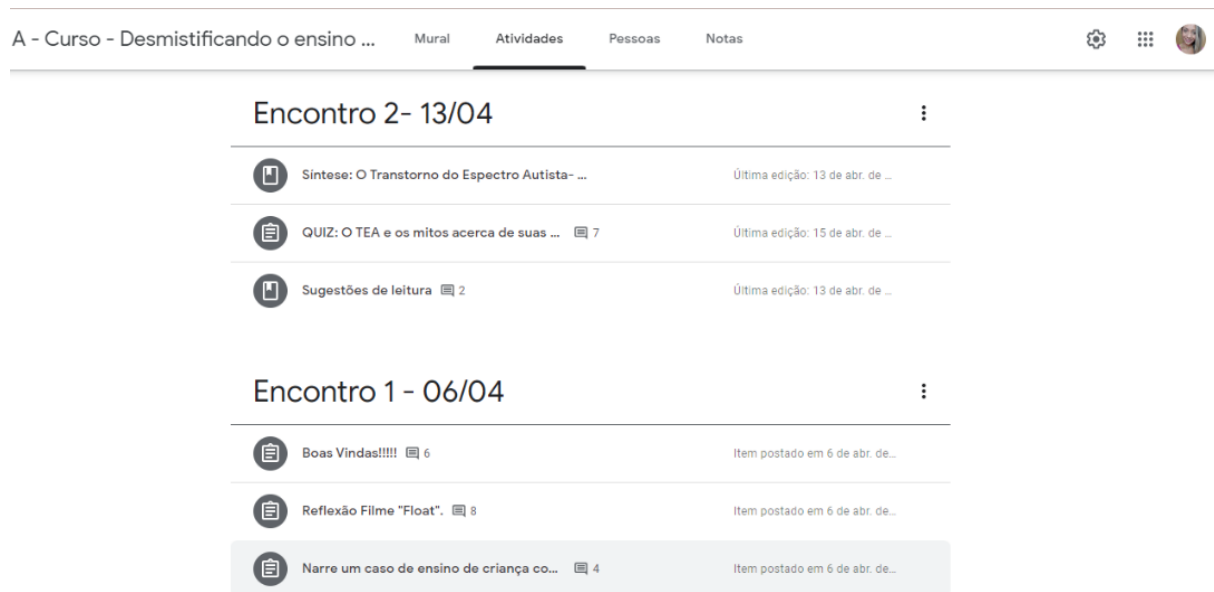 A - Curso - Desmistificando o ensino ... Mural Atividades Pessoas Notas
Encontro 2- 13/04
Síntese: O Transtorno do Espectro Autista- ... Última edição: 13 de abr. de ...
QUIZ: O TEA e os mitos acerca de suas ... 7 Última edição: 15 de abr. de ...
Sugestões de leitura 2 Última edição: 13 de abr. de ...
Encontro 1 - 06/04
Boas Vindas!!!!! 6 Item postado em 6 de abr. de...
Reflexão Filme "Float". 8 Item postado em 6 de abr. de...
Narre um caso de ensino de criança co... 4 Item postado em 6 de abr. de...